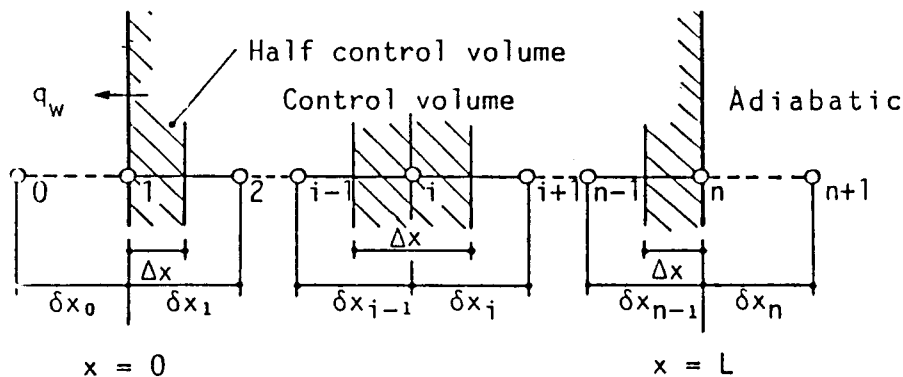 Half control volume
q_w
Control volume
Adiabatic
0 1 2 i-1 i i+1 n-1 n n+1
Δx Δx Δx
δx₀ δx₁ δx_{i-1} δx_i δx_{n-1} δx_n
x = 0 x = L